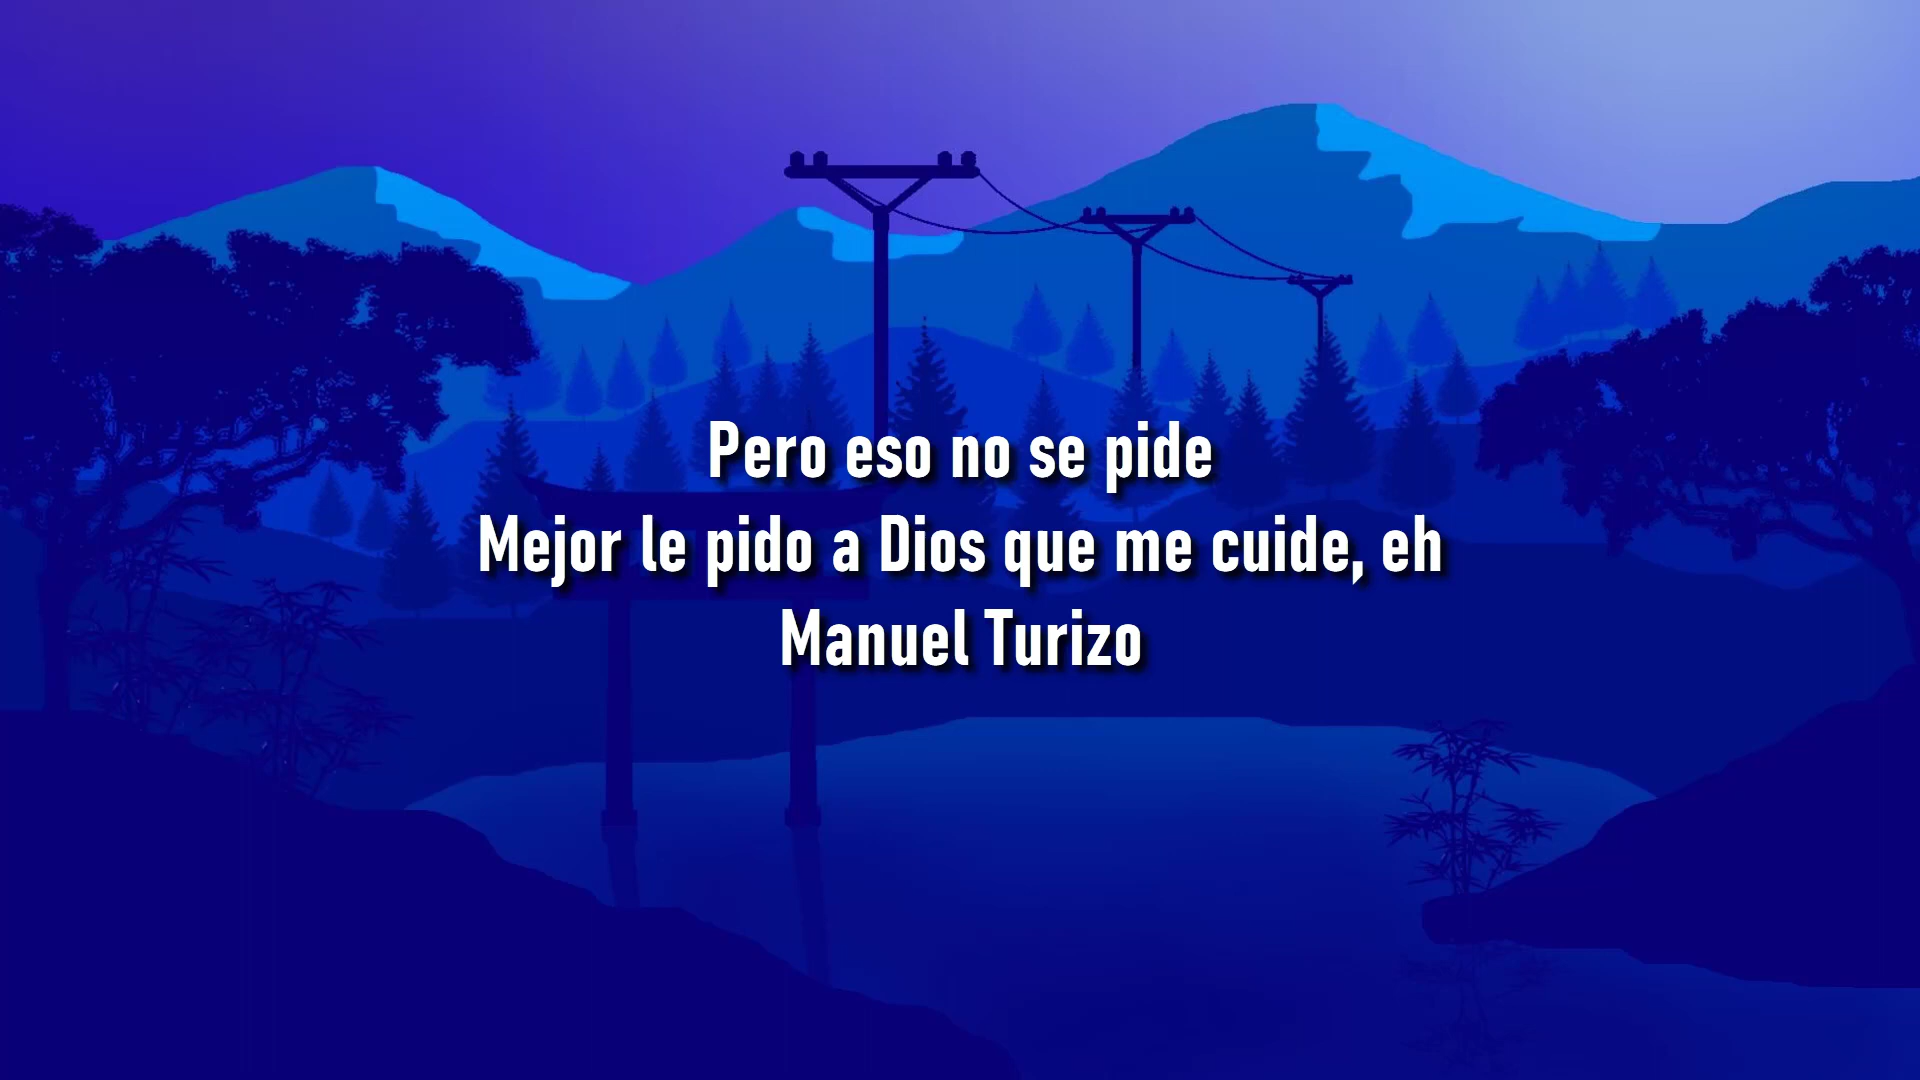 Pero eso no se pide
Mejor le pido a Dios que me cuide, eh
Manuel Turizo